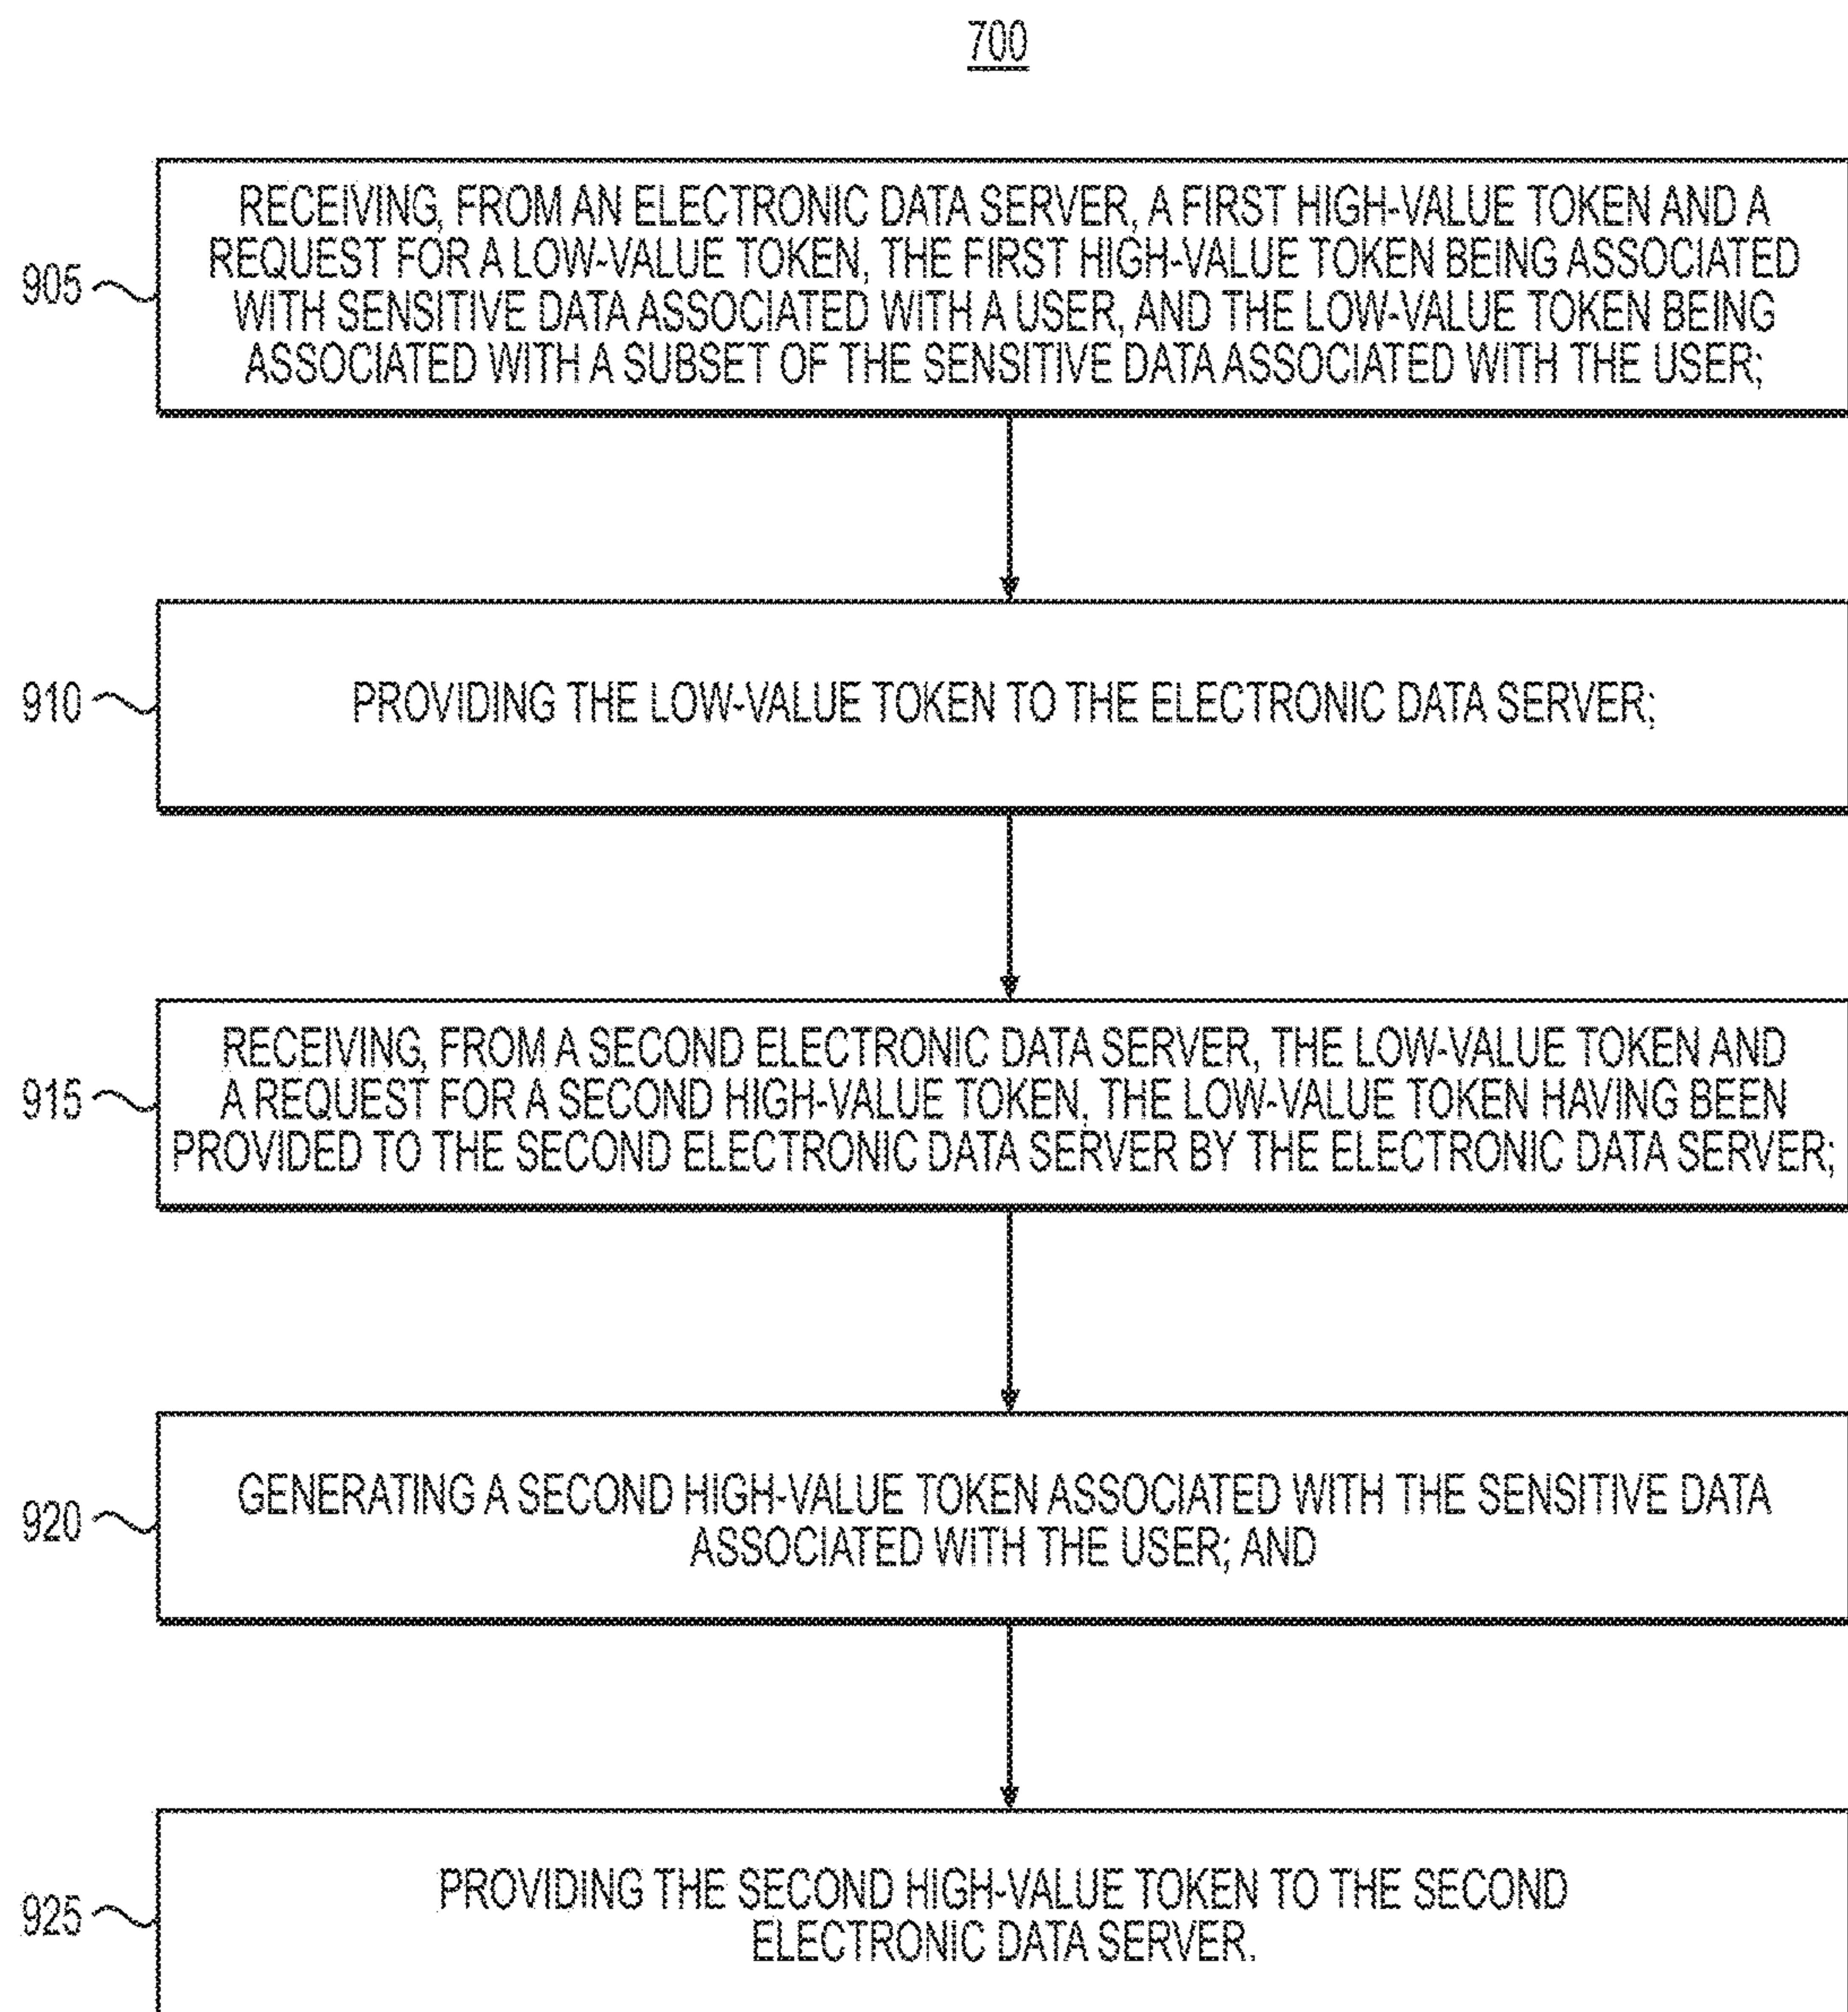 700
905
RECEIVING, FROM AN ELECTRONIC DATA SERVER, A FIRST HIGH-VALUE TOKEN AND A
REQUEST FOR A LOW-VALUE TOKEN, THE FIRST HIGH-VALUE TOKEN BEING ASSOCIATED
WITH SENSITIVE DATA ASSOCIATED WITH A USER, AND THE LOW-VALUE TOKEN BEING
ASSOCIATED WITH A SUBSET OF THE SENSITIVE DATA ASSOCIATED WITH THE USER;
910
PROVIDING THE LOW-VALUE TOKEN TO THE ELECTRONIC DATA SERVER;
915
RECEIVING, FROM A SECOND ELECTRONIC DATA SERVER, THE LOW-VALUE TOKEN AND
A REQUEST FOR A SECOND HIGH-VALUE TOKEN, THE LOW-VALUE TOKEN HAVING BEEN
PROVIDED TO THE SECOND ELECTRONIC DATA SERVER BY THE ELECTRONIC DATA SERVER;
920
GENERATING A SECOND HIGH-VALUE TOKEN ASSOCIATED WITH THE SENSITIVE DATA
ASSOCIATED WITH THE USER; AND
925
PROVIDING THE SECOND HIGH-VALUE TOKEN TO THE SECOND
ELECTRONIC DATA SERVER.